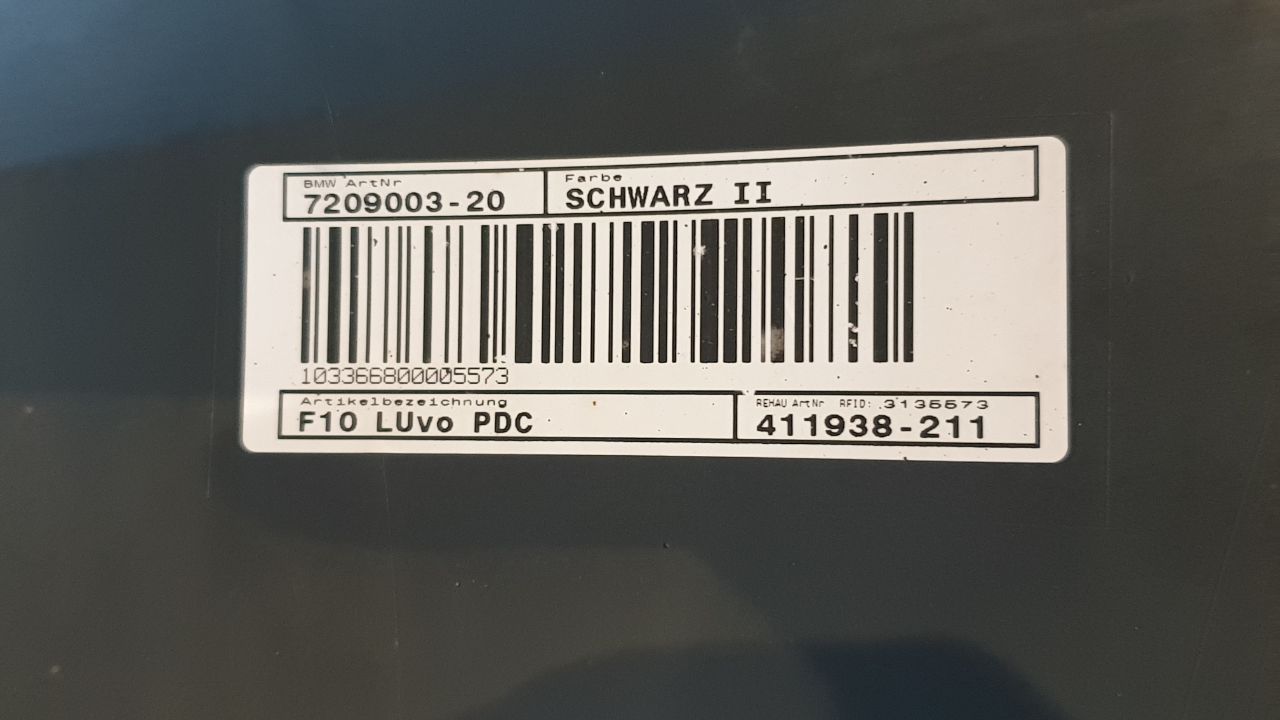 BMW ArtNr
7209003-20
Farbe
SCHWARZ II
103366800005573
Artikelbezeichnung
F10 LUvo PDC
REHAU ArtNr RFID: 3135573
411938-211